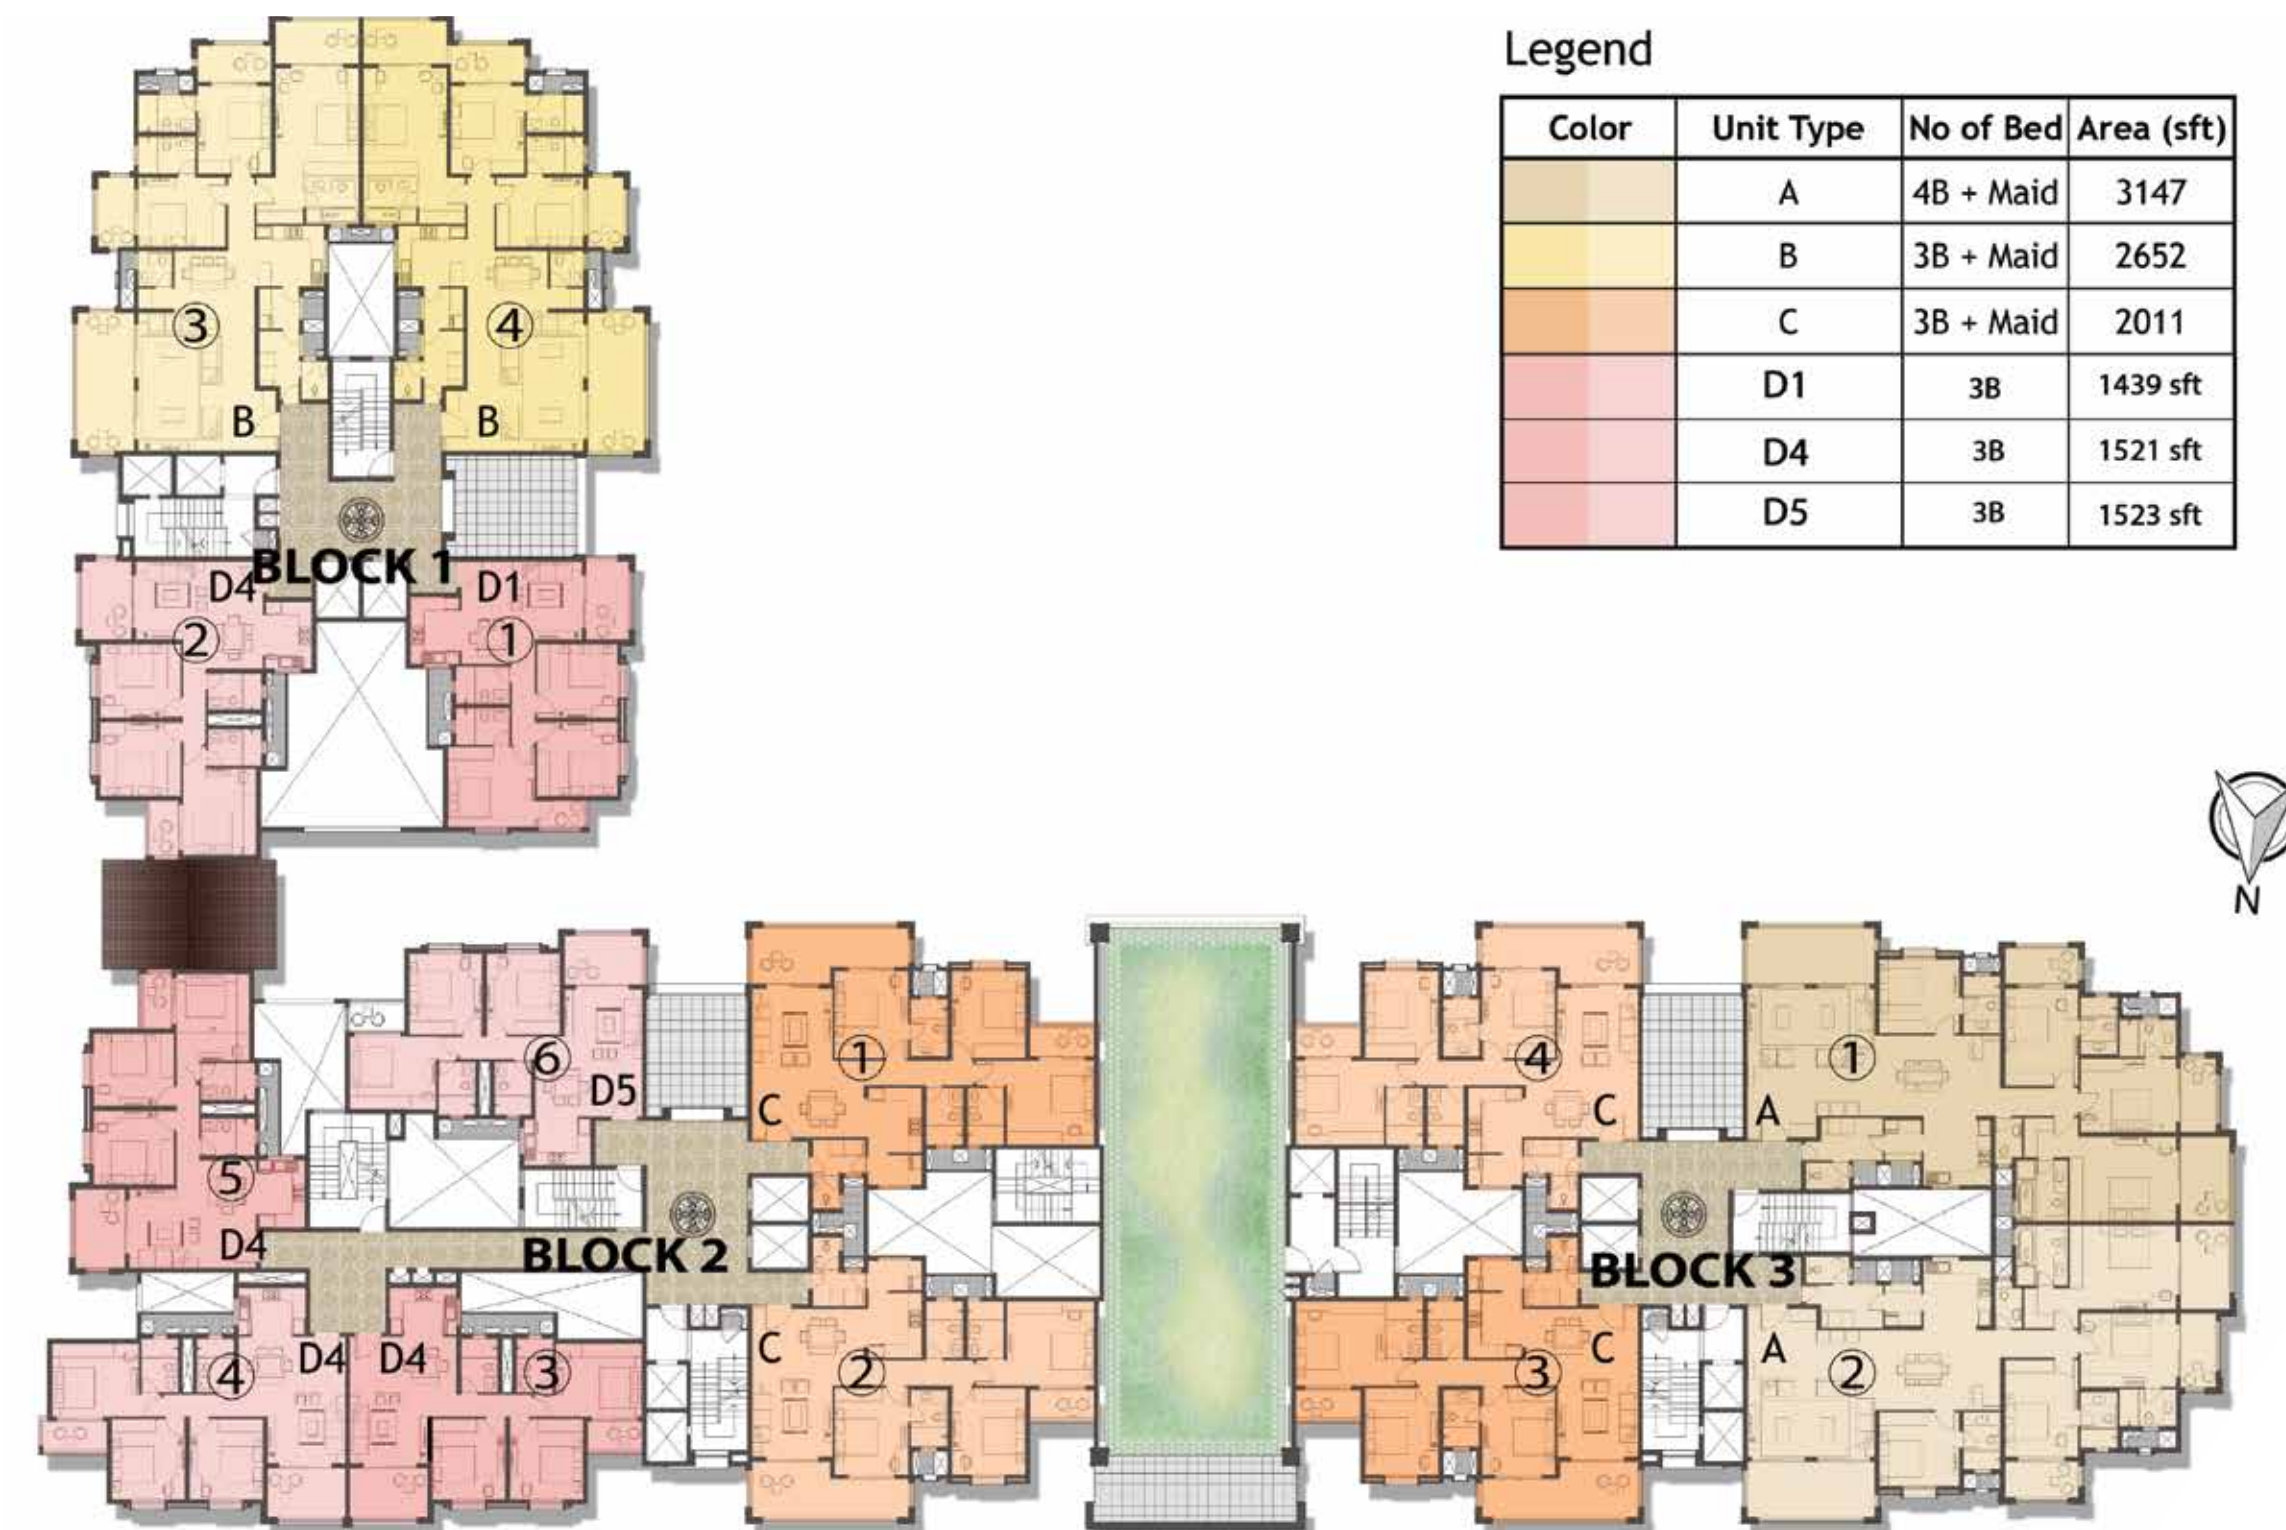 Legend
Color Unit Type No of Bed Area (sft)
A 4B + Maid 3147
B 3B + Maid 2652
C 3B + Maid 2011
D1 3B 1439 sft
D4 3B 1521 sft
D5 3B 1523 sft
3 4
B B
BLOCK 1
D4 D1
2 1
N
1 4 1
6
D5 C C A
5
D4 BLOCK 2 BLOCK 3
D4 D4 C C A
4 3 2 3 2